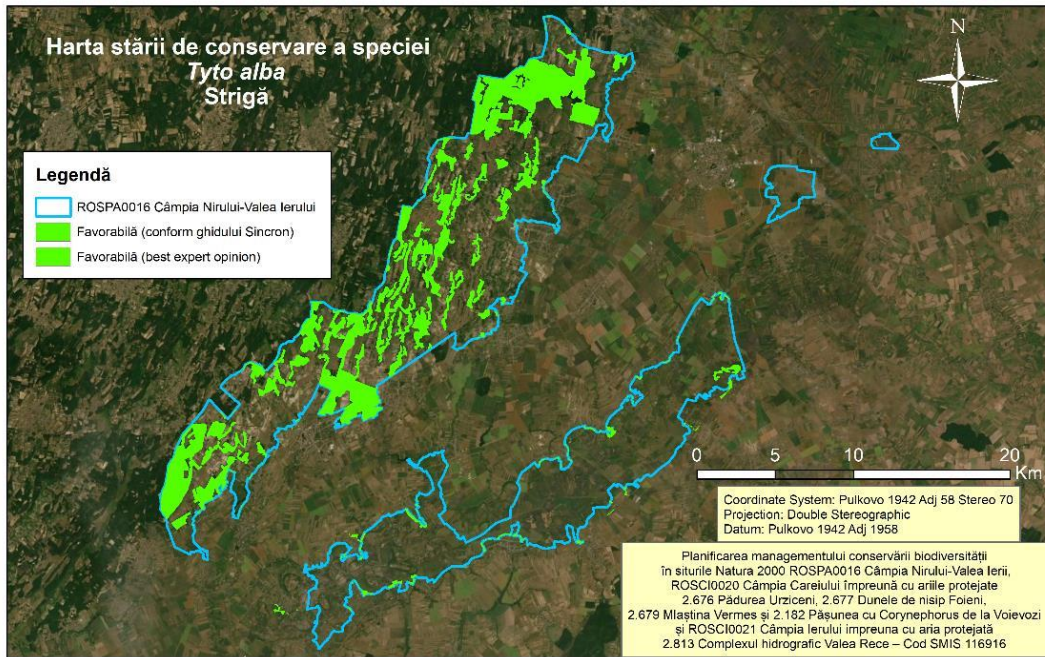 Harta stării de conservare a speciei
Tyto alba
Strigă
N
Legendă
ROSPA0016 Câmpia Nirului-Valea Ierului
Favorabilă (conform ghidului Sincron)
Favorabilă (best expert opinion)
0 5 10 20
Km
Coordinate System: Pulkovo 1942 Adj 58 Stereo 70
Projection: Double Stereographic
Datum: Pulkovo 1942 Adj 1958
Planificarea managementului conservării biodiversității
în siturile Natura 2000 ROSPA0016 Câmpia Nirului-Valea Ierii,
ROSCI0020 Câmpia Careiului împreună cu ariile protejate
2.676 Pădurea Urziceni, 2.677 Dunele de nisip Foieni,
2.679 Mlaștina Vermes și 2.182 Pășunea cu Corynephorus de la Voievozi
și ROSCI0021 Câmpia Ierului impreuna cu aria protejată
2.813 Complexul hidrografic Valea Rece – Cod SMIS 116916